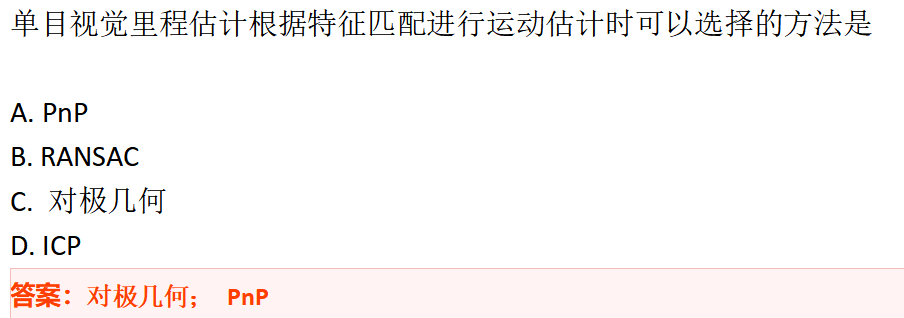 单目视觉里程估计根据特征匹配进行运动估计时可以选择的方法是
A. PnP
B. RANSAC
C. 对极几何
D. ICP
答案：对极几何； PnP